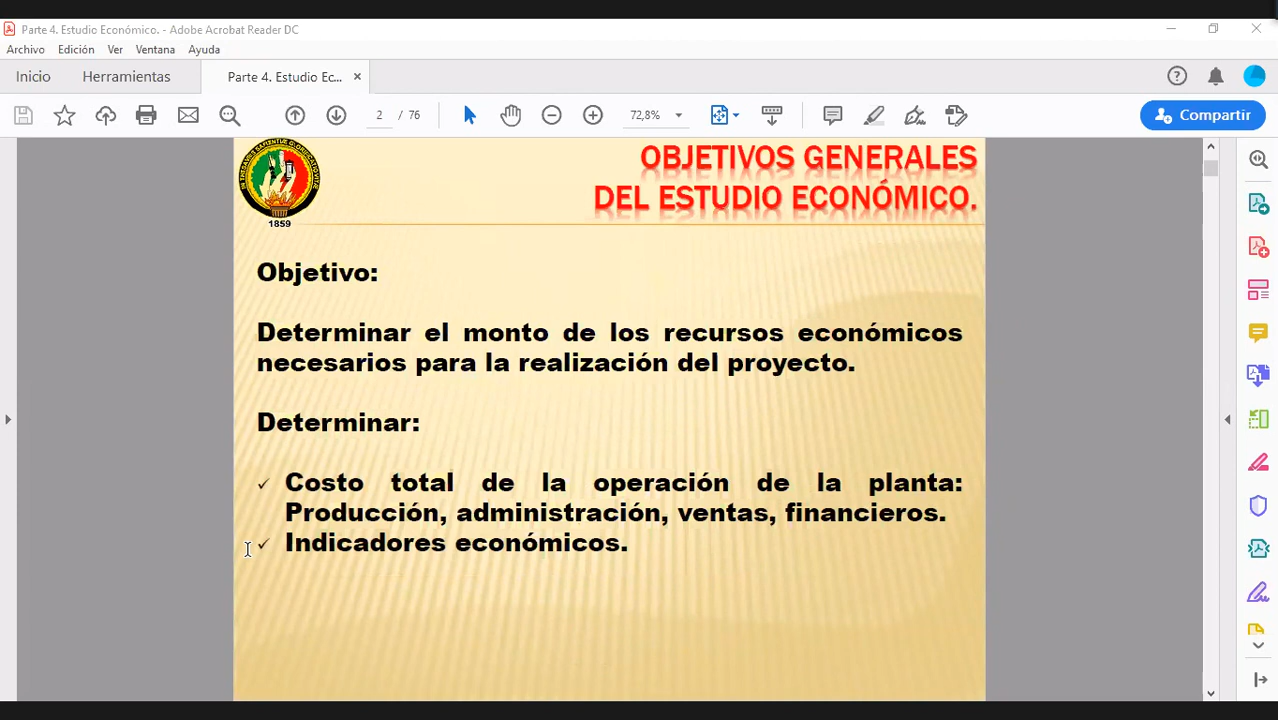 Parte 4. Estudio Económico. - Adobe Acrobat Reader DC
Archivo Edición Ver Ventana Ayuda
Inicio Herramientas Parte 4. Estudio Ec... ×
2 / 76 72,8% Compartir
OBJETIVOS GENERALES
DEL ESTUDIO ECONÓMICO.
1859
Objetivo:
Determinar el monto de los recursos económicos
necesarios para la realización del proyecto.
Determinar:
Costo total de la operación de la planta:
Producción, administración, ventas, financieros.
Indicadores económicos.